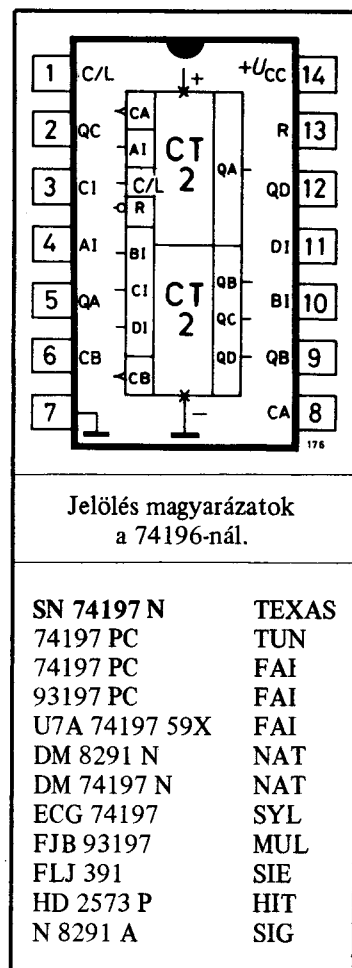 1 C/L +UCC 14
2 QC R 13
3 CI QD 12
4 AI DI 11
5 QA BI 10
6 CB QB 9
7 CA 8
+
CA
AI
C/L
R
BI
CI
DI
CB
CT
2
CT
2
QA
QB
QC
QD
−
176
Jelölés magyarázatok
a 74196-nál.
SN 74197 N TEXAS
74197 PC TUN
74197 PC FAI
93197 PC FAI
U7A 74197 59X FAI
DM 8291 N NAT
DM 74197 N NAT
ECG 74197 SYL
FJB 93197 MUL
FLJ 391 SIE
HD 2573 P HIT
N 8291 A SIG